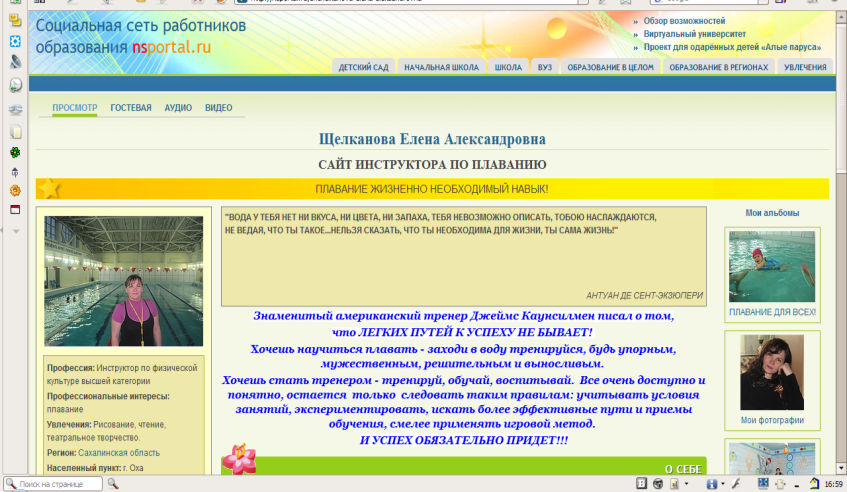 Социальная сеть работников
образования nsportal.ru
» Обзор возможностей
» Виртуальный университет
» Проект для одарённых детей «Алые паруса»
ДЕТСКИЙ САД НАЧАЛЬНАЯ ШКОЛА ШКОЛА ВУЗ ОБРАЗОВАНИЕ В ЦЕЛОМ ОБРАЗОВАНИЕ В РЕГИОНАХ УВЛЕЧЕНИЯ
ПРОСМОТР ГОСТЕВАЯ АУДИО ВИДЕО
Щелканова Елена Александровна
САЙТ ИНСТРУКТОРА ПО ПЛАВАНИЮ
ПЛАВАНИЕ ЖИЗНЕННО НЕОБХОДИМЫЙ НАВЫК!
Профессия: Инструктор по физической
культуре высшей категории
Профессиональные интересы:
плавание
Увлечения: Рисование, чтение,
театральное творчество.
Регион: Сахалинская область
Населенный пункт: г. Оха
"ВОДА У ТЕБЯ НЕТ НИ ВКУСА, НИ ЦВЕТА, НИ ЗАПАХА, ТЕБЯ НЕВОЗМОЖНО ОПИСАТЬ, ТОБОЮ НАСЛАЖДАЮТСЯ,
НЕ ВЕДАЯ, ЧТО ТЫ ТАКОЕ...НЕЛЬЗЯ СКАЗАТЬ, ЧТО ТЫ НЕОБХОДИМА ДЛЯ ЖИЗНИ, ТЫ САМА ЖИЗНЬ!"
АНТУАН ДЕ СЕНТ-ЭКЗЮПЕРИ
Знаменитый американский тренер Джеймс Каунсилмен писал о том,
что ЛЕГКИХ ПУТЕЙ К УСПЕХУ НЕ БЫВАЕТ!
Хочешь научиться плавать - заходи в воду тренируйся, будь упорным,
мужественным, решительным и выносливым.
Хочешь стать тренером - тренируй, обучай, воспитывай. Все очень доступно и
понятно, остается только следовать таким правилам: учитывать условия
занятий, экспериментировать, искать более эффективные пути и приемы
обучения, смелее применять игровой метод.
И УСПЕХ ОБЯЗАТЕЛЬНО ПРИДЕТ!!!
О СЕБЕ
Мои альбомы
ПЛАВАНИЕ ДЛЯ ВСЕХ!
Мои фотографии
Поиск на странице
16:59